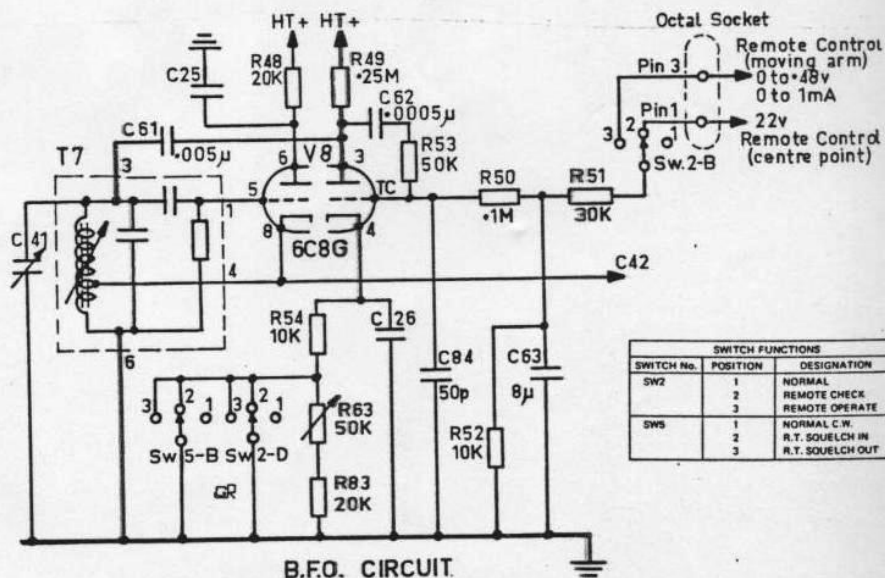 HT+ HT+
Octal Socket
R48
20K
R49
·25M
C25
Pin 3
Remote Control
(moving arm)
0 to·48v
0 to 1mA
C62
·0005μ
C61
·005μ
R53
50K
Pin1
22v
Remote Control
(centre point)
3 2 1
Sw.2-B
T7
3
6 V8 3
5
TC
R50
·1M
R51
30K
1
8 4
6C8G
C41
4
C42
R54
10K
C26
6
C84
50p
C63
8μ
3 2 1 3 2 1
R63
50K
Sw 5-B Sw 2-D
R52
10K
R83
20K
SWITCH FUNCTIONS
SWITCH No. POSITION DESIGNATION
SW2 1 NORMAL
2 REMOTE CHECK
3 REMOTE OPERATE
SW5 1 NORMAL C.W.
2 R.T. SQUELCH IN
3 R.T. SQUELCH OUT
B.F.O. CIRCUIT